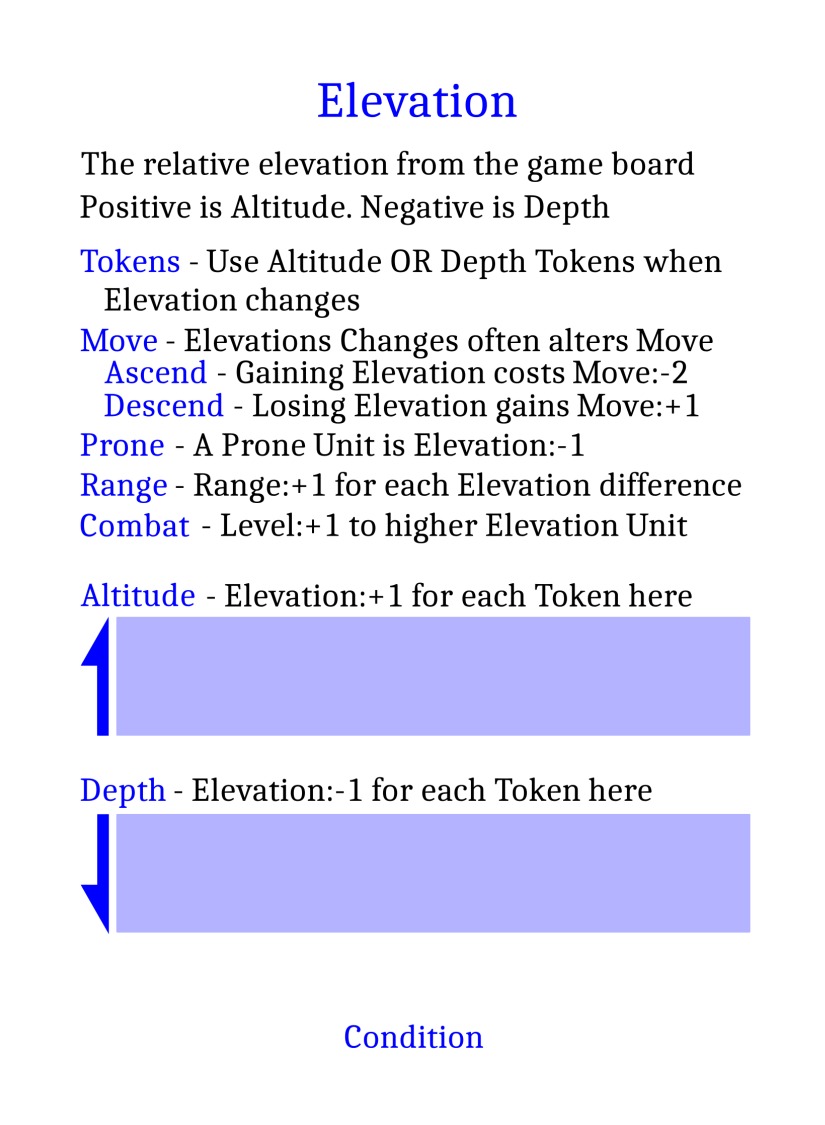 Elevation
The relative elevation from the game board
Positive is Altitude. Negative is Depth
Tokens - Use Altitude OR Depth Tokens when
Elevation changes
Move - Elevations Changes often alters Move
Ascend - Gaining Elevation costs Move:-2
Descend - Losing Elevation gains Move:+1
Prone - A Prone Unit is Elevation:-1
Range - Range:+1 for each Elevation difference
Combat - Level:+1 to higher Elevation Unit
Altitude - Elevation:+1 for each Token here
Depth - Elevation:-1 for each Token here
Condition